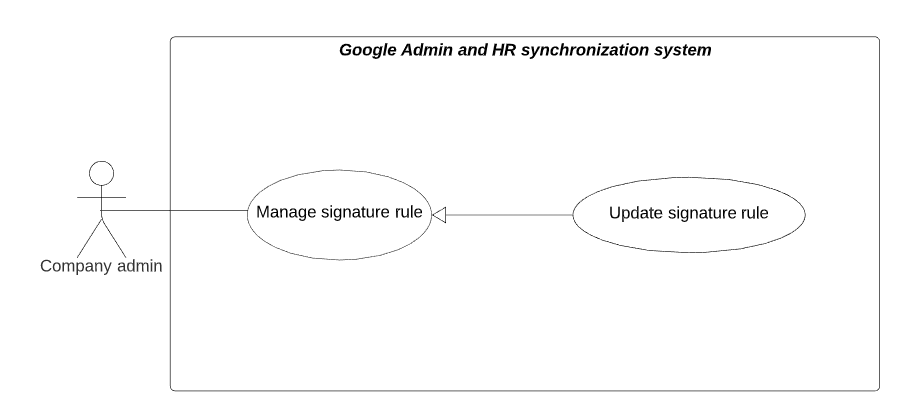 Google Admin and HR synchronization system
Manage signature rule
Update signature rule
Company admin